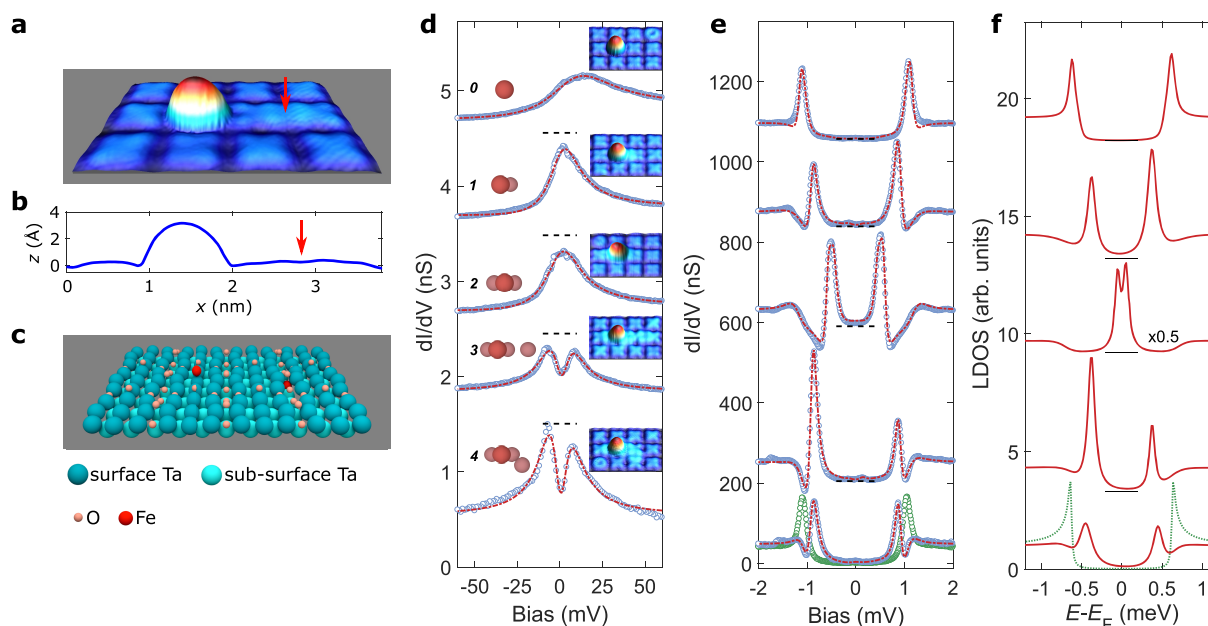 a
b
z (Å)
4
2
0
0
1
2
3
x (nm)
c
surface Ta
sub-surface Ta
O
Fe
d
dI/dV (nS)
5
4
3
2
1
0
0
1
2
3
4
-50
-25
0
25
50
Bias (mV)
e
dI/dV (nS)
1200
1000
800
600
400
200
0
-2
-1
0
1
2
Bias (mV)
f
LDOS (arb. units)
20
15
10
5
0
x0.5
-1
-0.5
0
0.5
1
E-E_F (meV)